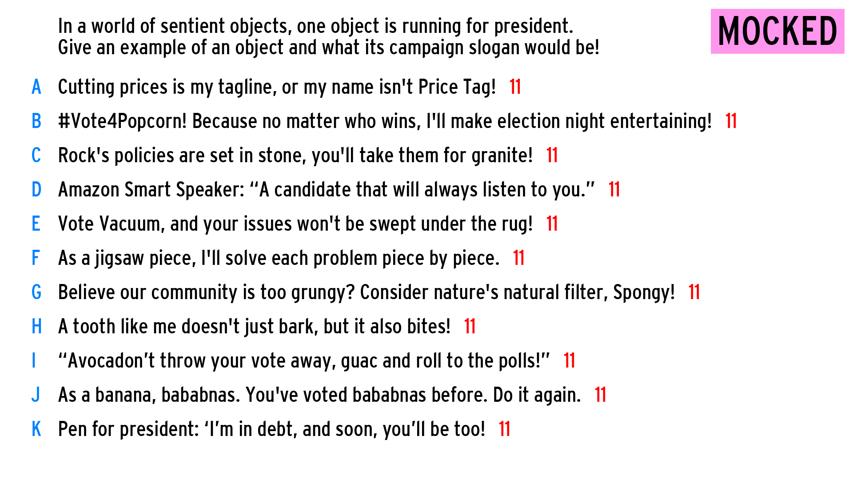 In a world of sentient objects, one object is running for president.
Give an example of an object and what its campaign slogan would be!
MOCKED
A Cutting prices is my tagline, or my name isn't Price Tag! 11
B #Vote4Popcorn! Because no matter who wins, I'll make election night entertaining! 11
C Rock's policies are set in stone, you'll take them for granite! 11
D Amazon Smart Speaker: “A candidate that will always listen to you.” 11
E Vote Vacuum, and your issues won't be swept under the rug! 11
F As a jigsaw piece, I'll solve each problem piece by piece. 11
G Believe our community is too grungy? Consider nature's natural filter, Spongy! 11
H A tooth like me doesn't just bark, but it also bites! 11
I “Avocadon’t throw your vote away, guac and roll to the polls!” 11
J As a banana, bababnas. You've voted bababnas before. Do it again. 11
K Pen for president: ‘I’m in debt, and soon, you’ll be too! 11